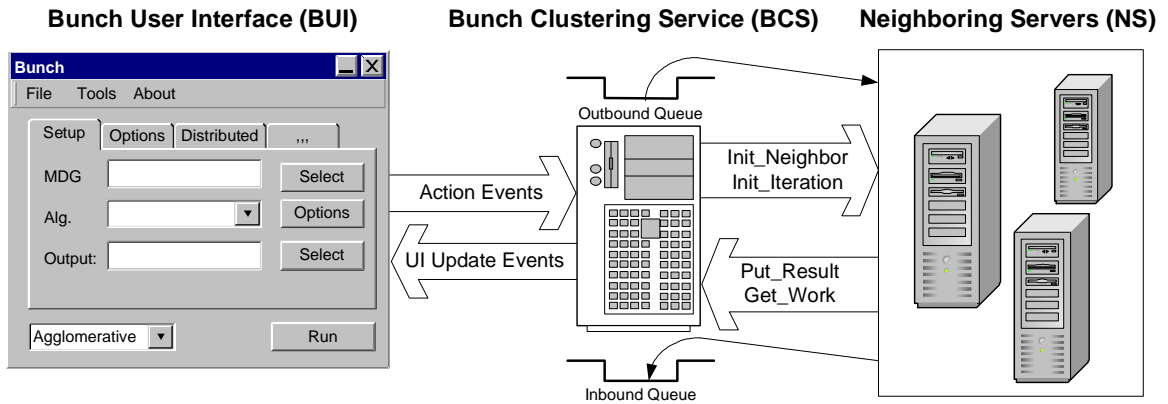 Bunch User Interface (BUI)
Bunch Clustering Service (BCS)
Neighboring Servers (NS)
Bunch
File Tools About
Setup Options Distributed ,,,
MDG Select
Alg. Options
Output: Select
Agglomerative Run
Action Events
UI Update Events
Outbound Queue
Init_Neighbor
Init_Iteration
Put_Result
Get_Work
Inbound Queue